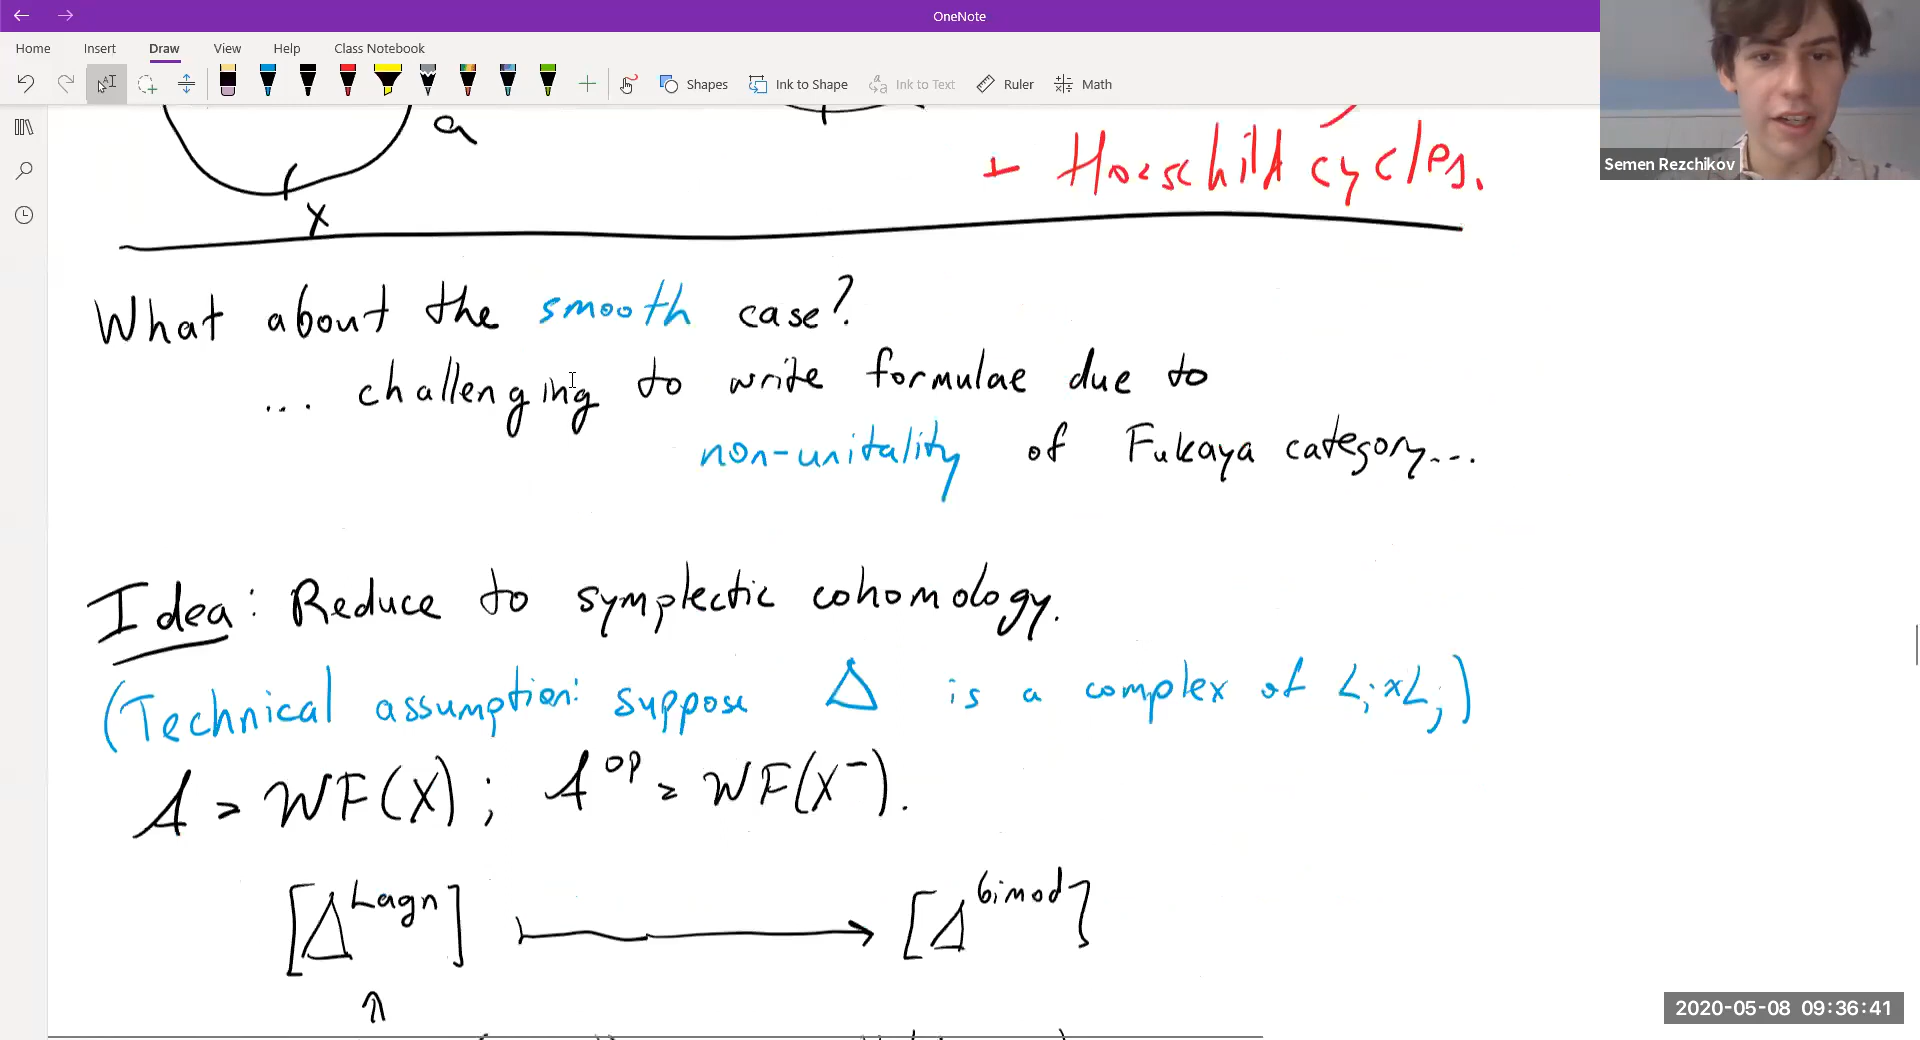 OneNote
Home Insert Draw View Help Class Notebook
Shapes Ink to Shape Ink to Text Ruler Math
Semen Rezchikov
a
x
+ Hocschild cycles.
What about the smooth case?
... challenging to write formulae due to
non-unitality of Fukaya category...
Idea: Reduce to symplectic cohomology.
(Technical assumption: suppose Δ is a complex of Li×Lj)
A = WF(X); A^op = WF(X^-).
[Δ^Lagn] ↦ [Δ^bimod]
2020-05-08 09:36:41